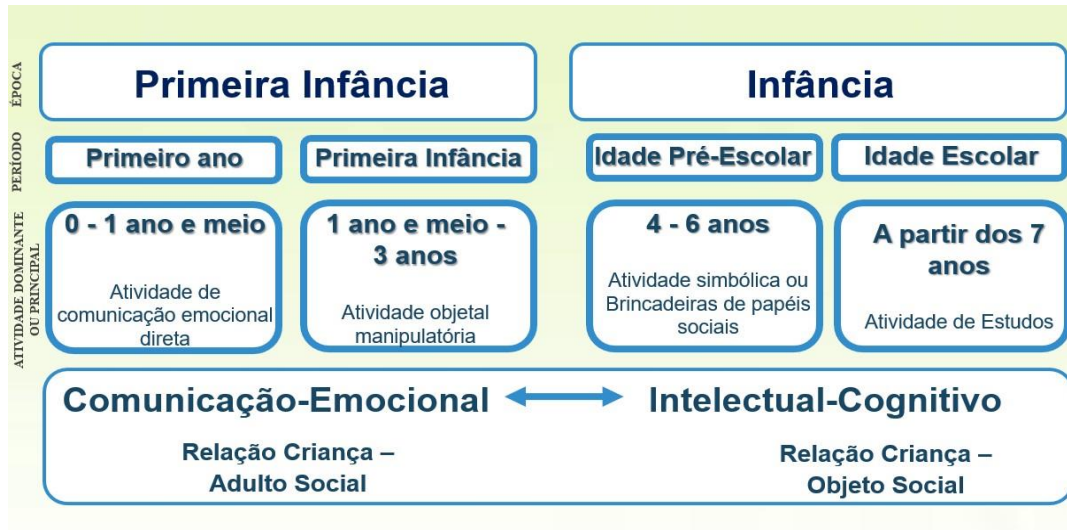 ÉPOCA
Primeira Infância
Infância
PERÍODO
Primeiro ano
Primeira Infância
Idade Pré-Escolar
Idade Escolar
ATIVIDADE DOMINANTE
OU PRINCIPAL
0 - 1 ano e meio
Atividade de
comunicação emocional
direta
1 ano e meio -
3 anos
Atividade objetal
manipulatória
4 - 6 anos
Atividade simbólica ou
Brincadeiras de papéis
sociais
A partir dos 7
anos
Atividade de Estudos
Comunicação-Emocional
Intelectual-Cognitivo
Relação Criança –
Adulto Social
Relação Criança –
Objeto Social